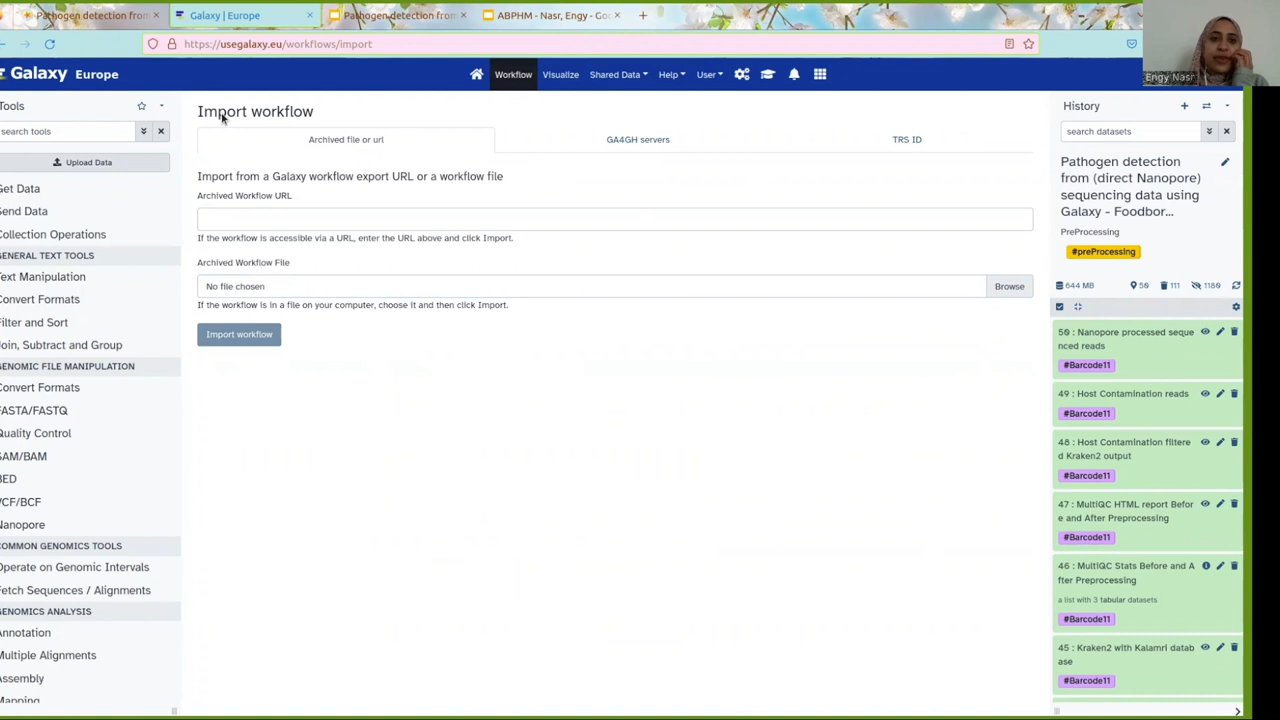 Pathogen detection from
Galaxy | Europe
Pathogen detection from
ABPHM - Nasr, Engy - Goo
https://usegalaxy.eu/workflows/import
Engy Nasr
Galaxy Europe
Workflow
Visualize
Shared Data
Help
User
Tools
search tools
Upload Data
Get Data
Send Data
Collection Operations
GENERAL TEXT TOOLS
Text Manipulation
Convert Formats
Filter and Sort
Join, Subtract and Group
GENOMIC FILE MANIPULATION
Convert Formats
FASTA/FASTQ
Quality Control
SAM/BAM
BED
VCF/BCF
Nanopore
COMMON GENOMICS TOOLS
Operate on Genomic Intervals
Fetch Sequences / Alignments
GENOMICS ANALYSIS
Annotation
Multiple Alignments
Assembly
Mapping
Import workflow
Archived file or url
GA4GH servers
TRS ID
Import from a Galaxy workflow export URL or a workflow file
Archived Workflow URL
If the workflow is accessible via a URL, enter the URL above and click Import.
Archived Workflow File
No file chosen
Browse
If the workflow is in a file on your computer, choose it and then click Import.
Import workflow
History
search datasets
Pathogen detection
from (direct Nanopore)
sequencing data using
Galaxy - Foodbor...
PreProcessing
#preProcessing
644 MB
50
111
1180
50 : Nanopore processed seque
nced reads
#Barcode11
49 : Host Contamination reads
#Barcode11
48 : Host Contamination filtere
d Kraken2 output
#Barcode11
47 : MultiQC HTML report Befor
e and After Preprocessing
#Barcode11
46 : MultiQC Stats Before and A
fter Preprocessing
a list with 3 tabular datasets
#Barcode11
45 : Kraken2 with Kalamri datab
ase
#Barcode11